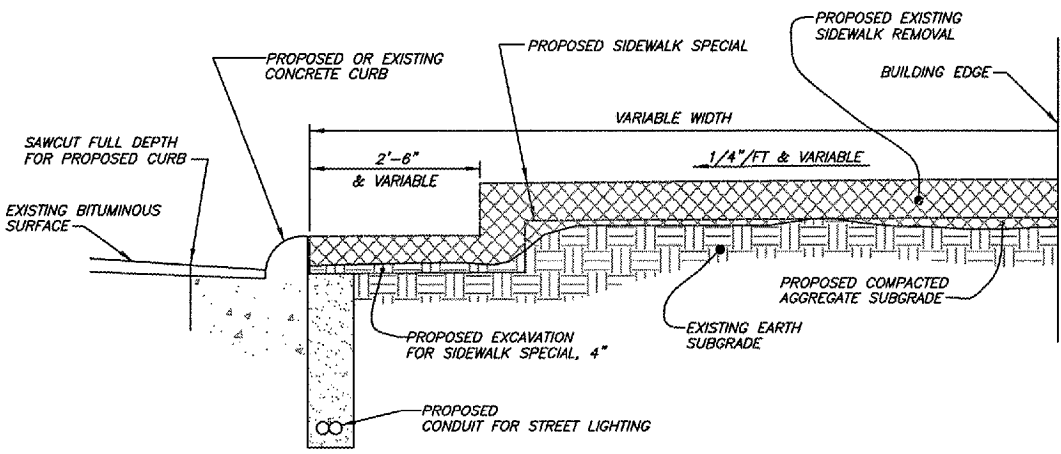 PROPOSED EXISTING
SIDEWALK REMOVAL
PROPOSED SIDEWALK SPECIAL
PROPOSED OR EXISTING
CONCRETE CURB
BUILDING EDGE
VARIABLE WIDTH
SAWCUT FULL DEPTH
FOR PROPOSED CURB
2'-6"
& VARIABLE
1/4"/FT & VARIABLE
EXISTING BITUMINOUS
SURFACE
PROPOSED COMPACTED
AGGREGATE SUBGRADE
PROPOSED EXCAVATION
FOR SIDEWALK SPECIAL, 4"
EXISTING EARTH
SUBGRADE
PROPOSED
CONDUIT FOR STREET LIGHTING